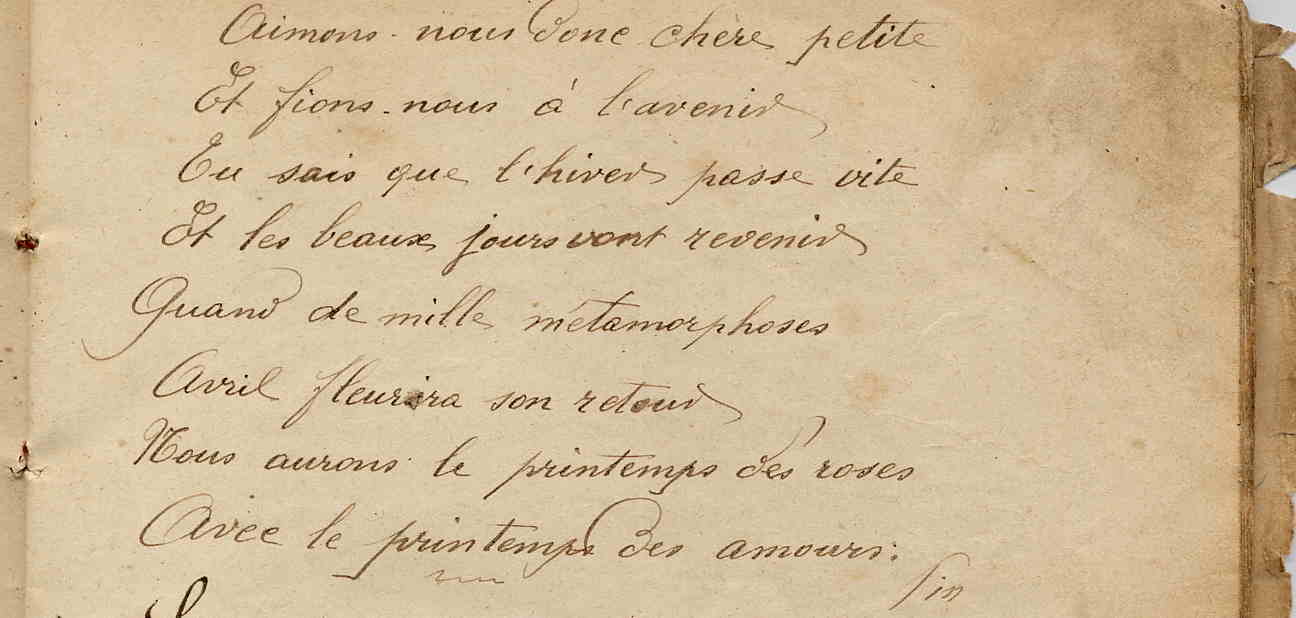 Aimons-nous donc chère petite
Et fions-nous à l'avenir
Tu sais que l'hiver passe vite
Et les beaux jours vont revenir
Quand de mille métamorphoses
Avril fleurira son retour
Nous aurons le printemps des roses
Avec le printemps des amours.
Fin